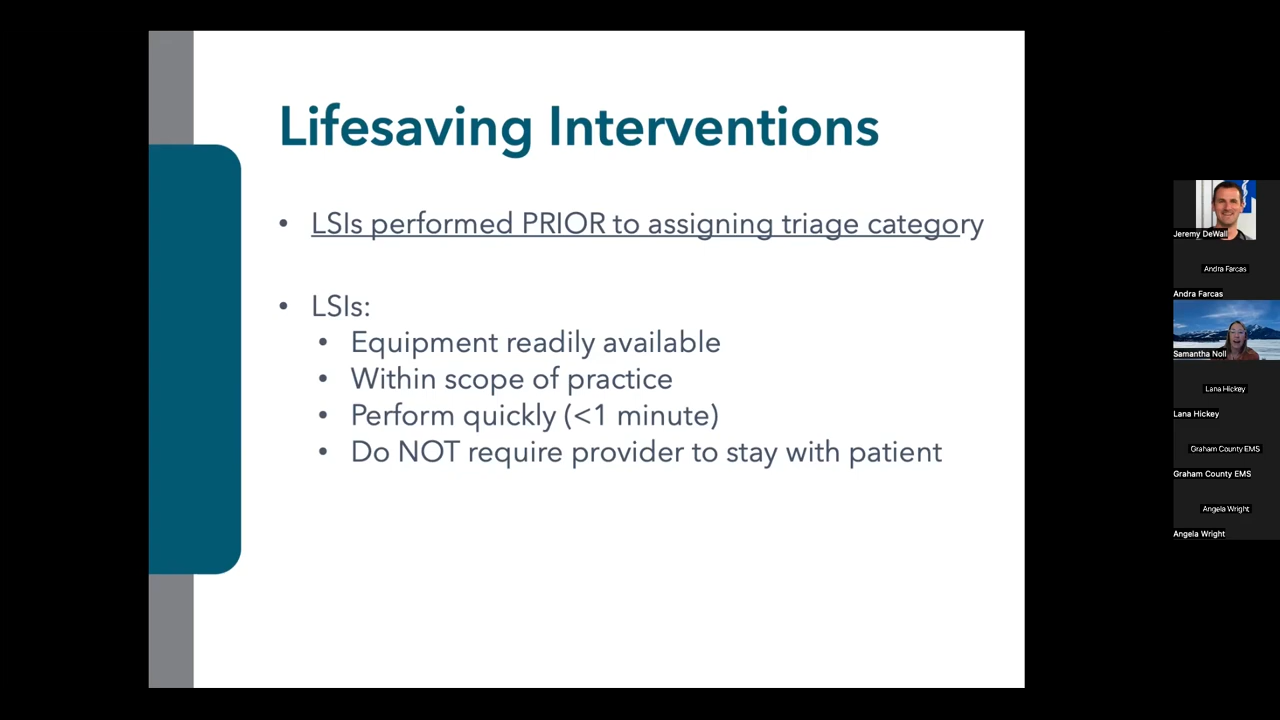 Lifesaving Interventions
• LSIs performed PRIOR to assigning triage category
• LSIs:
• Equipment readily available
• Within scope of practice
• Perform quickly (<1 minute)
• Do NOT require provider to stay with patient
Jeremy DeWall
Andra Farcas
Andra Farcas
Samantha Noll
Lana Hickey
Lana Hickey
Graham County EMS
Graham County EMS
Angela Wright
Angela Wright